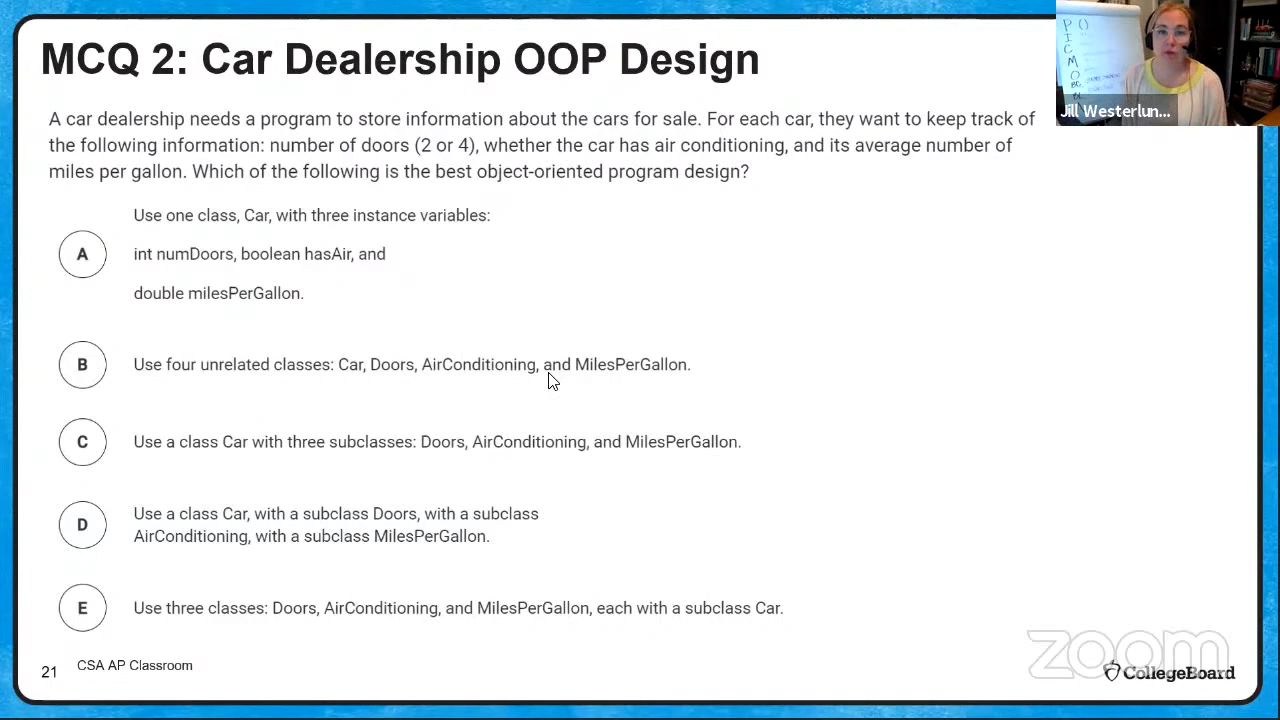 MCQ 2: Car Dealership OOP Design
A car dealership needs a program to storinformation about the cars for sale. For each car, they want to keep track of
the following information: number of doors (2 or 4), whether the car has air conditioning, and its average number of
miles per gallon. Which of the following is the best object-oriented program design?
Use one class, Car, with three instance variables:
A
int numDoors, boolean hasAir, and
double milesPerGallon.
B
Use four unrelated classes: Car, Doors, AirConditioning, and MilesPerGallon.
C
Use a class Car with three subclasses: Doors, AirConditioning, and MilesPerGallon.
D
Use a class Car, with a subclass Doors, with a subclass
AirConditioning, with a subclass MilesPerGallon.
E
Use three classes: Doors, AirConditioning, and MilesPerGallon, each with a subclass Car.
21
CSA AP Classroom
zoom
CollegeBoard
P ()
I
C
M
O
Jill Westerlun...